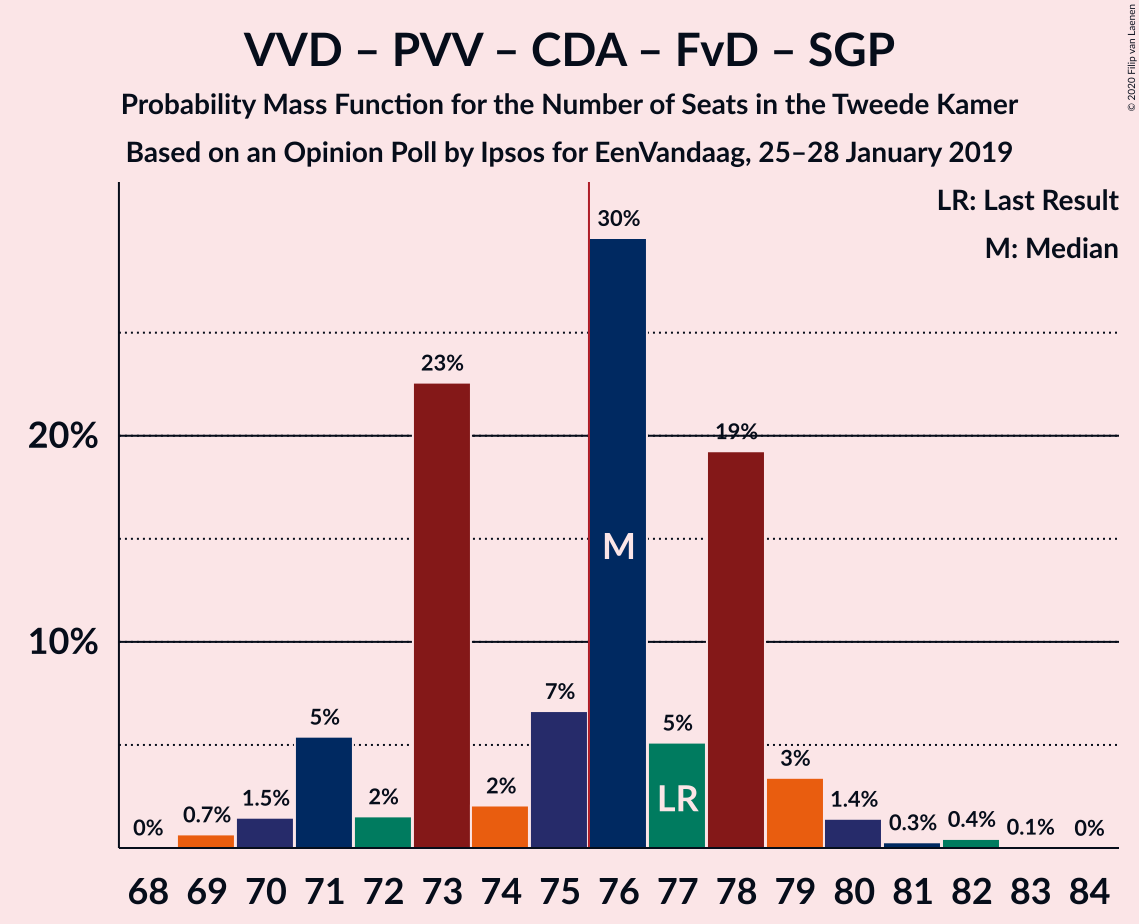 VVD – PVV – CDA – FvD – SGP
Probability Mass Function for the Number of Seats in the Tweede Kamer
Based on an Opinion Poll by Ipsos for EenVandaag, 25–28 January 2019
© 2020 Filip van Laenen
LR: Last Result
M: Median
20%
10%
0%
0.7%
1.5%
5%
2%
23%
2%
7%
30%
5%
19%
3%
1.4%
0.3%
0.4%
0.1%
0%
M
LR
68 69 70 71 72 73 74 75 76 77 78 79 80 81 82 83 84